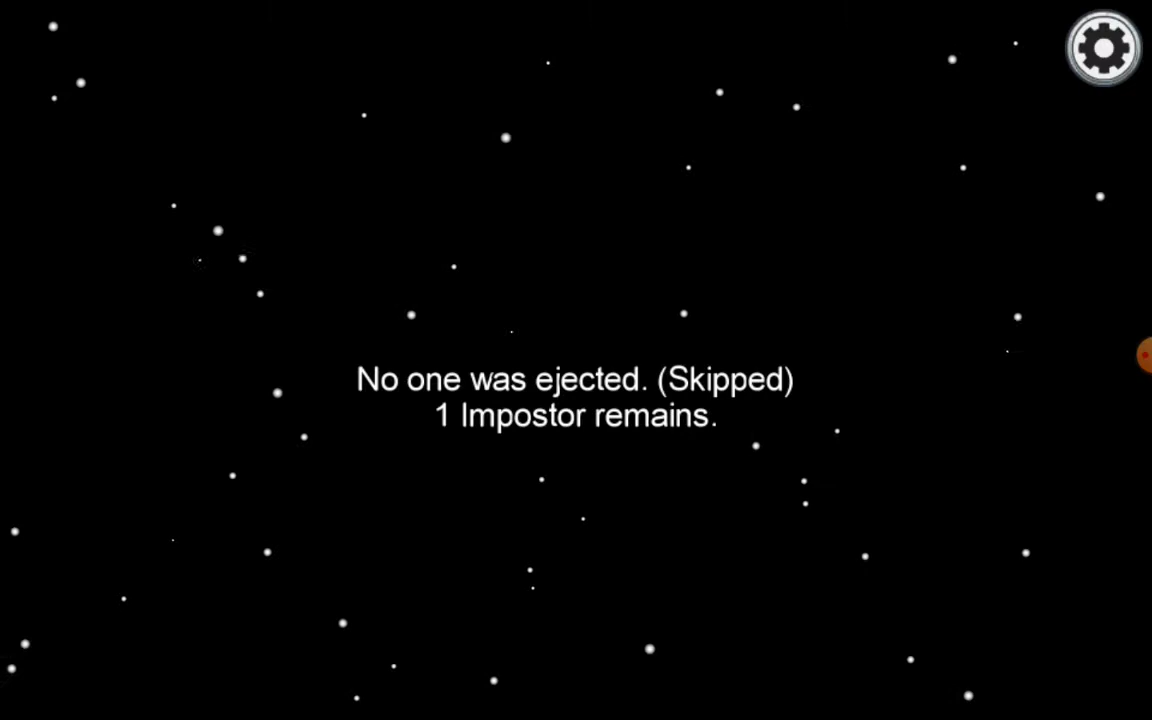 No one was ejected. (Skipped)
1 Impostor remains.